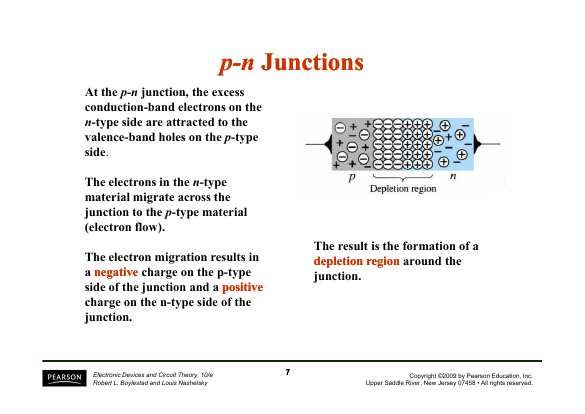 p-n Junctions
At the p-n junction, the excess
conduction-band electrons on the
n-type side are attracted to the
valence-band holes on the p-type
side.
The electrons in the n-type
material migrate across the
junction to the p-type material
(electron flow).
The electron migration results in
a negative charge on the p-type
side of the junction and a positive
charge on the n-type side of the
junction.
p
n
Depletion region
The result is the formation of a
depletion region around the
junction.
PEARSON
Electronic Devices and Circuit Theory, 10/e
Robert L. Boylestad and Louis Nashelsky
7
Copyright ©2009 by Pearson Education, Inc.
Upper Saddle River, New Jersey 07458 • All rights reserved.